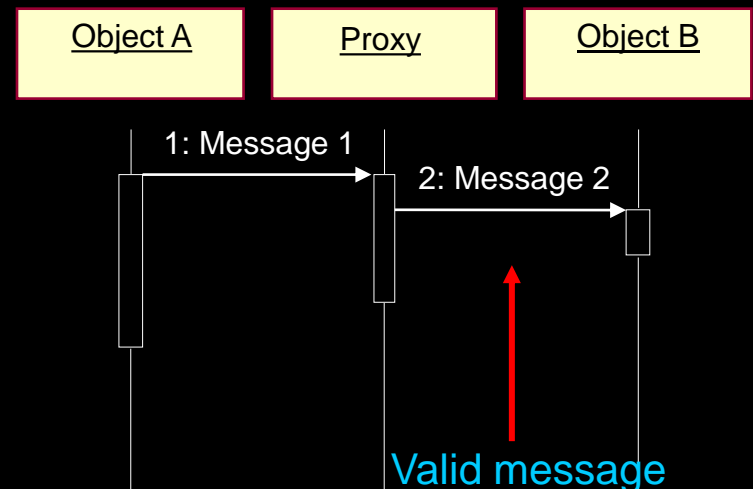 Object A
Proxy
Object B
1: Message 1
2: Message 2
Valid message